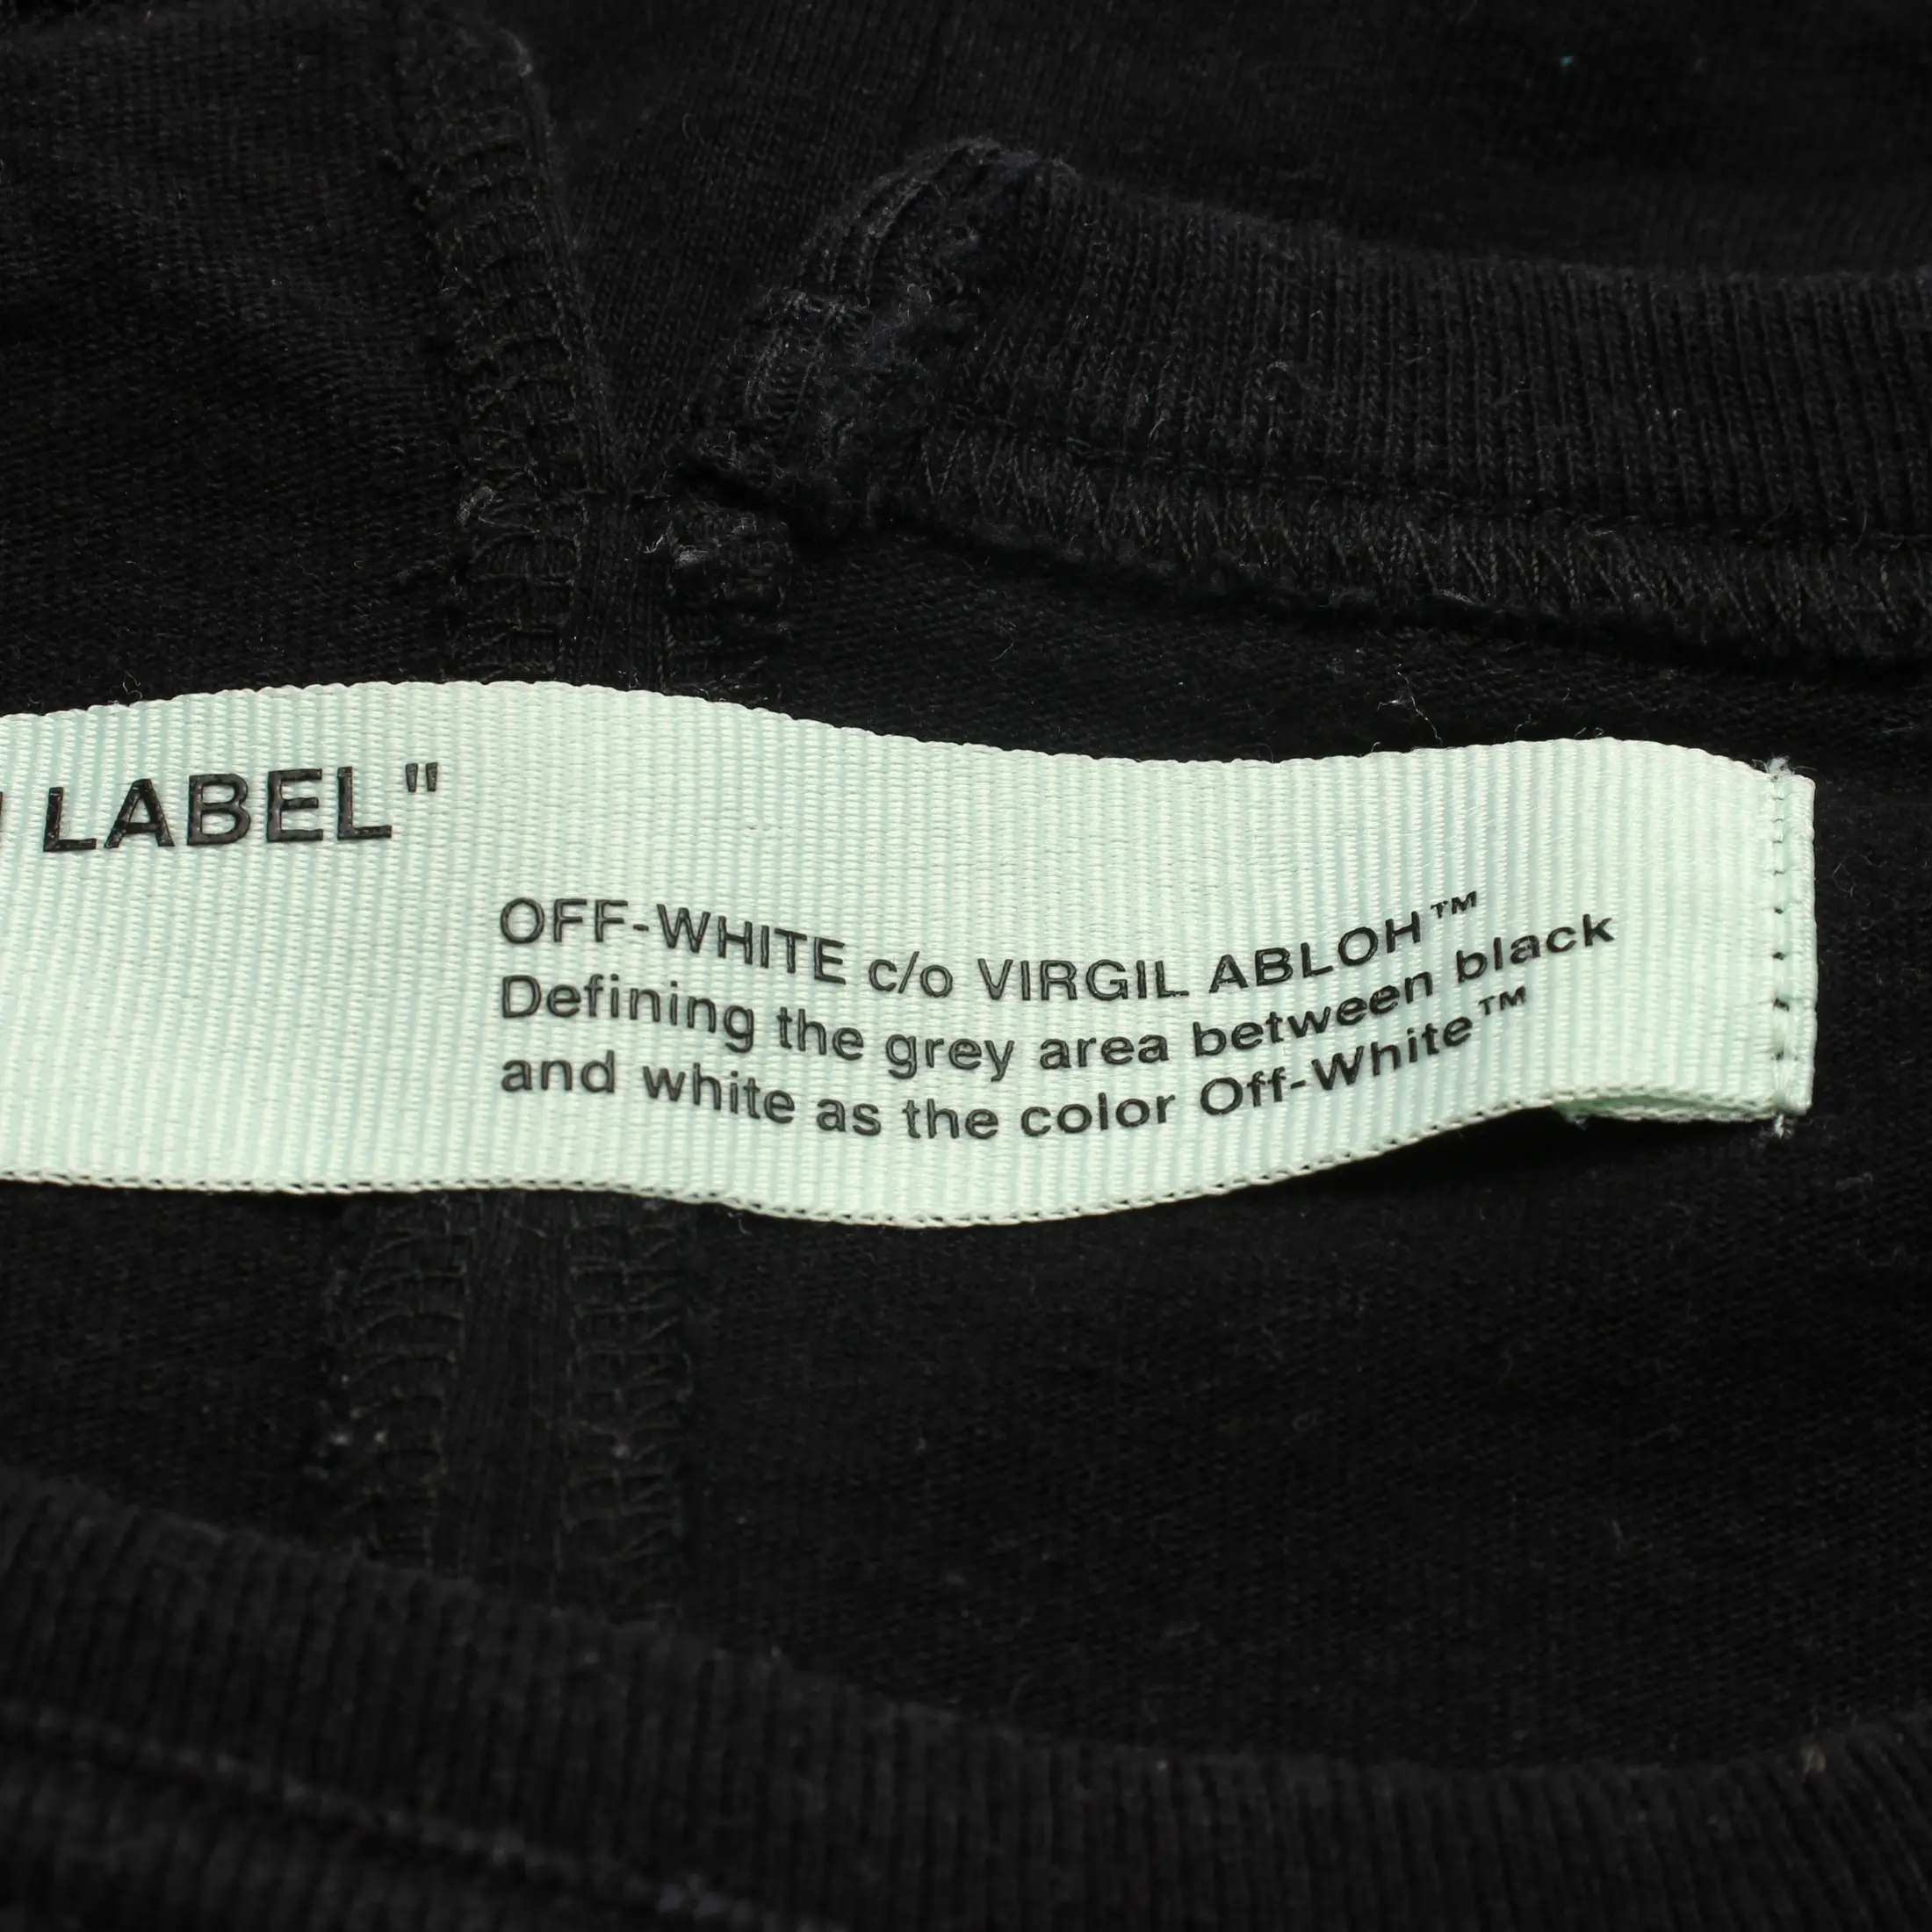 LABEL"
OFF-WHITE c/o VIRGIL ABLOH™
Defining the grey area between black
and white as the color Off-White™